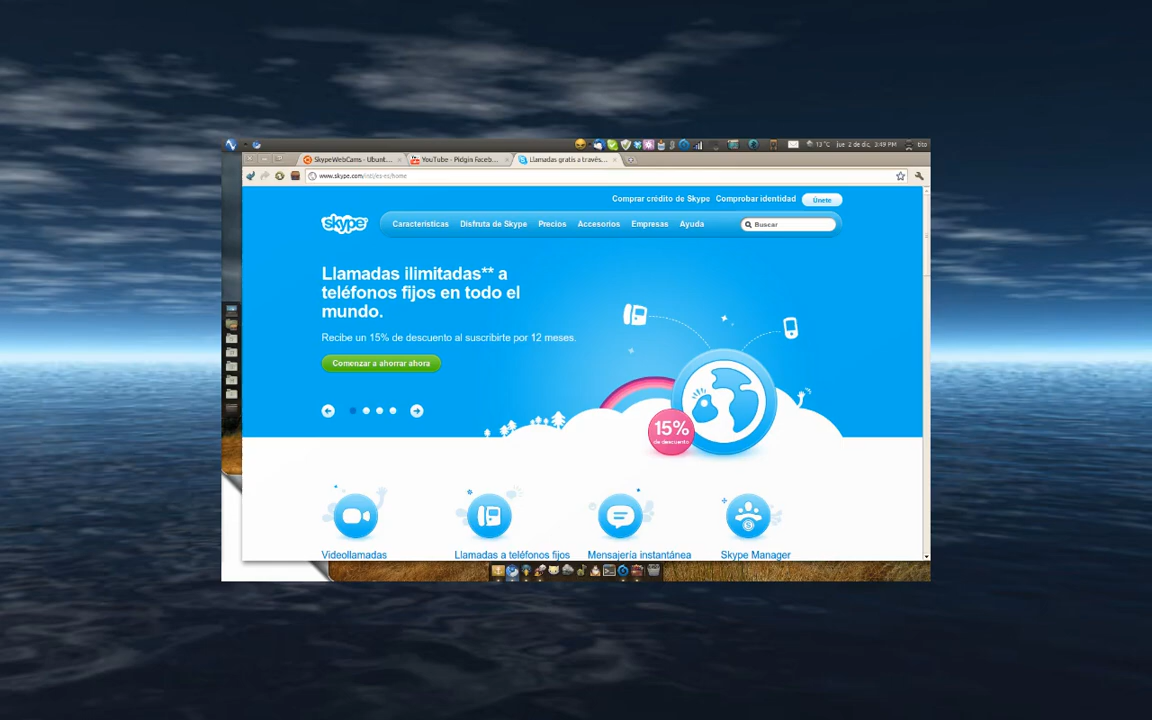 13°C jue 2 de dic, 3:49 PM tito
SkypeWebCams - Ubunt...
YouTube - Pidgin Faceb...
Llamadas gratis a través...
www.skype.com/intl/es-es/home
Comprar crédito de Skype Comprobar identidad Únete
skype
Características Disfruta de Skype Precios Accesorios Empresas Ayuda Buscar
Llamadas ilimitadas** a
teléfonos fijos en todo el
mundo.
Recibe un 15% de descuento al suscribirte por 12 meses.
Comenzar a ahorrar ahora
15%
de descuento
Videollamadas
Llamadas a teléfonos fijos
Mensajería instantánea
Skype Manager